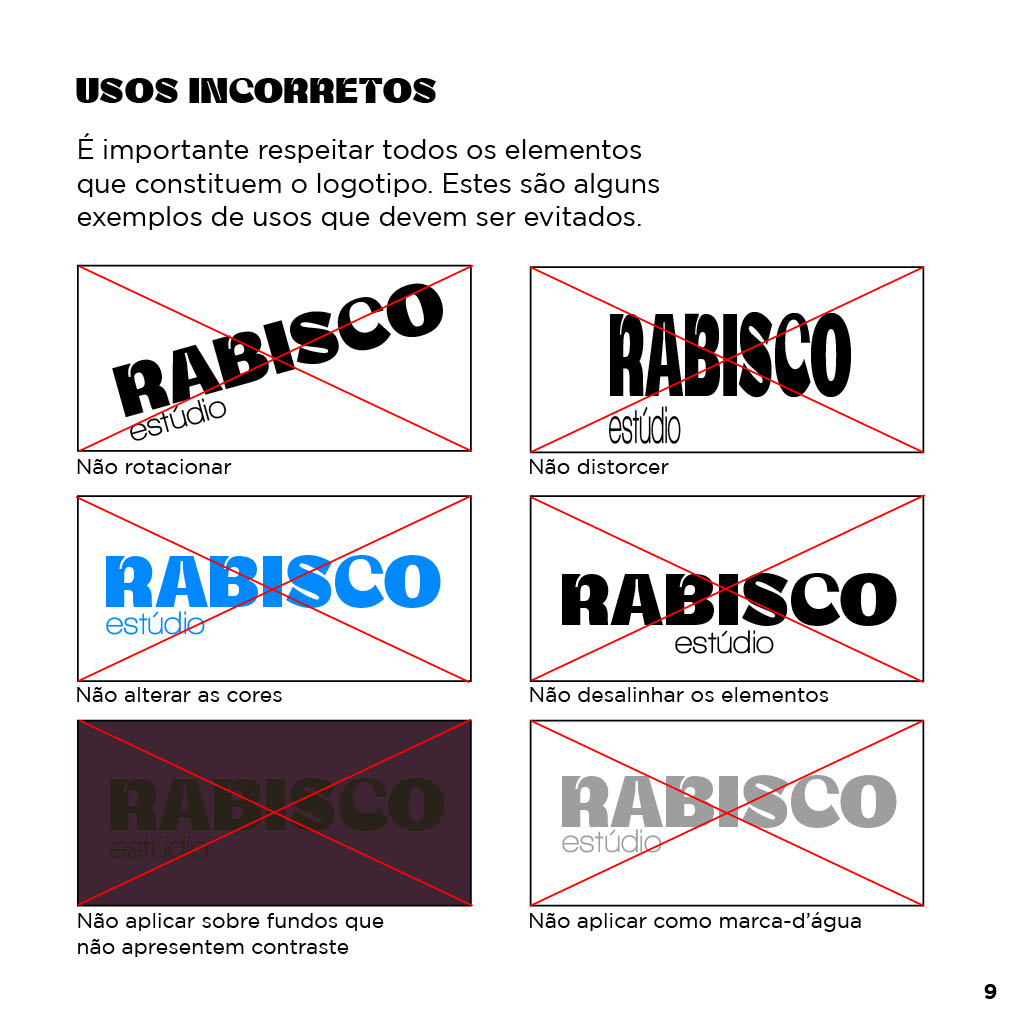 USOS INCORRETOS
É importante respeitar todos os elementos
que constituem o logotipo. Estes são alguns
exemplos de usos que devem ser evitados.
RABISCO
estúdio
Não rotacionar
RABISCO
estúdio
Não distorcer
RABISCO
estúdio
Não alterar as cores
RABISCO
estúdio
Não desalinhar os elementos
RABISCO
estúdio
Não aplicar sobre fundos que
não apresentem contraste
RABISCO
estúdio
Não aplicar como marca-d’água
9